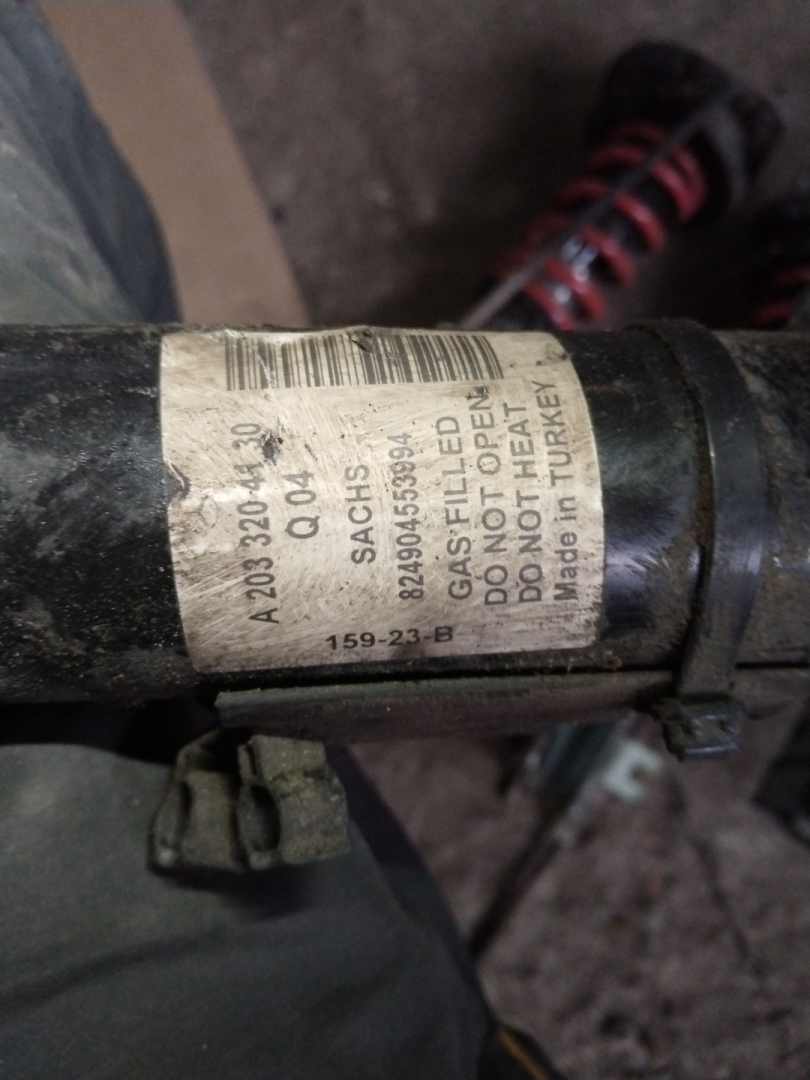 A 203 320 44 30
Q 04
SACHS
824904553994
GAS FILLED
DO NOT OPEN
DO NOT HEAT
Made in TURKEY
159-23-B